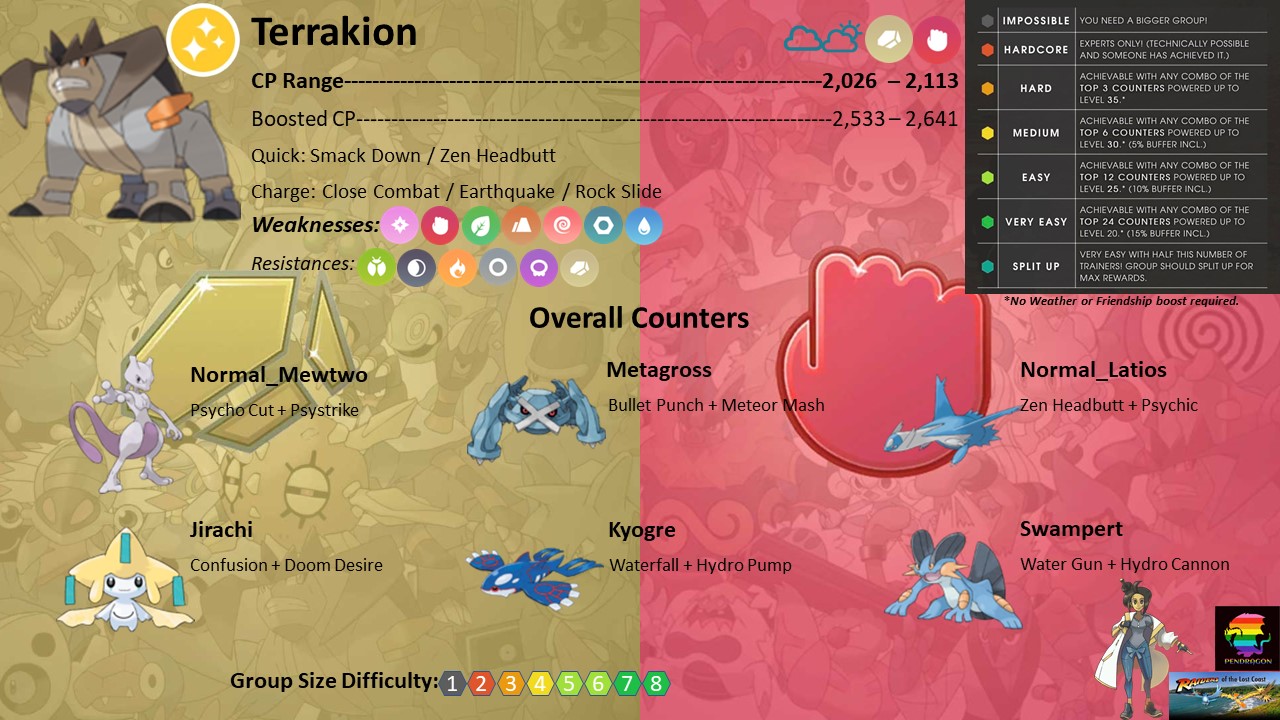 Terrakion
CP Range---2,026 – 2,113
Boosted CP---2,533 – 2,641
Quick: Smack Down / Zen Headbutt
Charge: Close Combat / Earthquake / Rock Slide
Weaknesses:
Resistances:
IMPOSSIBLE YOU NEED A BIGGER GROUP!
HARDCORE EXPERTS ONLY! (TECHNICALLY POSSIBLE
AND SOMEONE HAS ACHIEVED IT.)
HARD ACHIEVABLE WITH ANY COMBO OF THE
TOP 3 COUNTERS POWERED UP TO
LEVEL 35.*
MEDIUM ACHIEVABLE WITH ANY COMBO OF THE
TOP 6 COUNTERS POWERED UP TO
LEVEL 30.* (5% BUFFER INCL.)
EASY ACHIEVABLE WITH ANY COMBO OF THE
TOP 12 COUNTERS POWERED UP TO
LEVEL 25.* (10% BUFFER INCL.)
VERY EASY ACHIEVABLE WITH ANY COMBO OF THE
TOP 24 COUNTERS POWERED UP TO
LEVEL 20.* (15% BUFFER INCL.)
SPLIT UP VERY EASY WITH HALF THIS NUMBER OF
TRAINERS! GROUP SHOULD SPLIT UP FOR
MAX REWARDS.
*No Weather or Friendship boost required.
Overall Counters
Normal_Mewtwo
Psycho Cut + Psystrike
Metagross
Bullet Punch + Meteor Mash
Normal_Latios
Zen Headbutt + Psychic
Jirachi
Confusion + Doom Desire
Kyogre
Waterfall + Hydro Pump
Swampert
Water Gun + Hydro Cannon
Group Size Difficulty: 1 2 3 4 5 6 7 8
PENDRAGON
RAIDERS of the Lost Coast